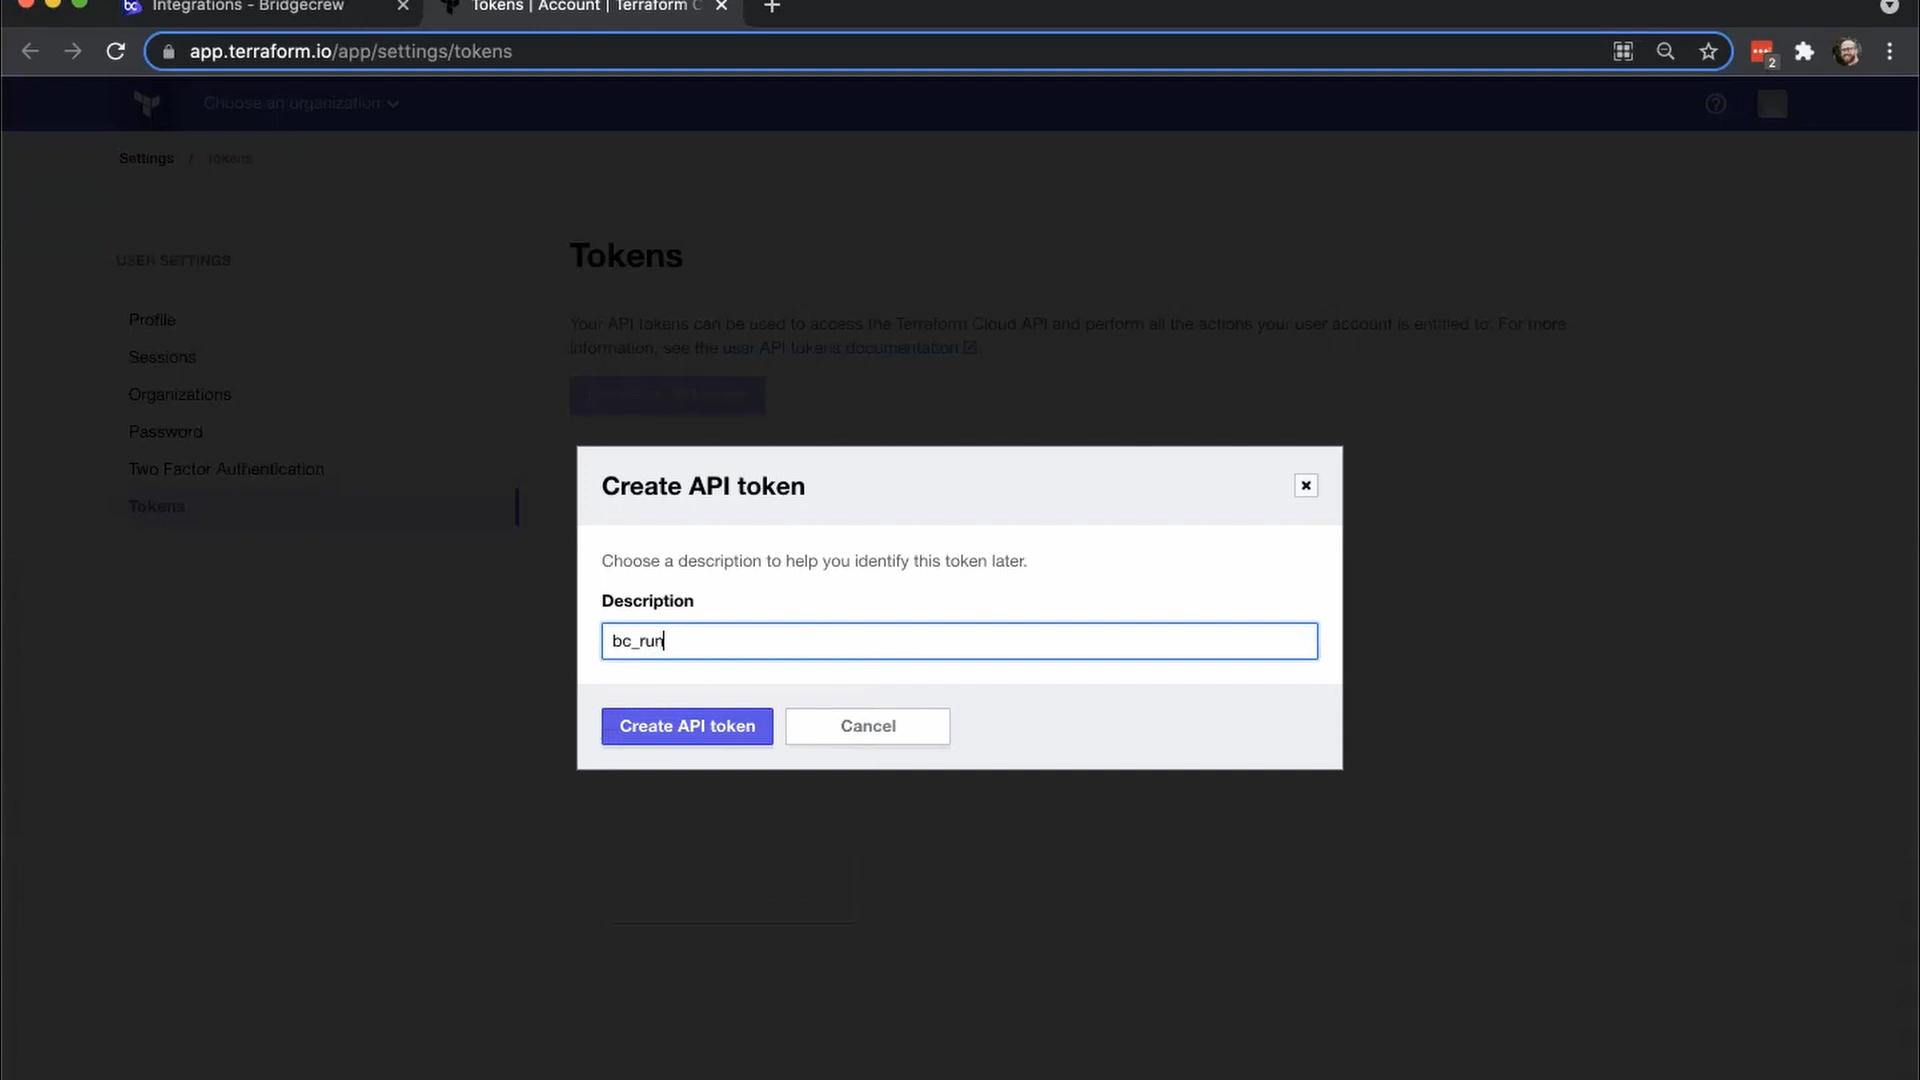 bc Integrations - Bridgecrew
Tokens | Account | Terraform C
app.terraform.io/app/settings/tokens
2
Choose an organization
Settings / Tokens
USER SETTINGS
Profile
Sessions
Organizations
Password
Two Factor Authentication
Tokens
Tokens
Your API tokens can be used to access the Terraform Cloud API and perform all the actions your user account is entitled to. For more
information, see the user API tokens documentation
Create API token
Choose a description to help you identify this token later.
Description
bc_run
Create API token
Cancel